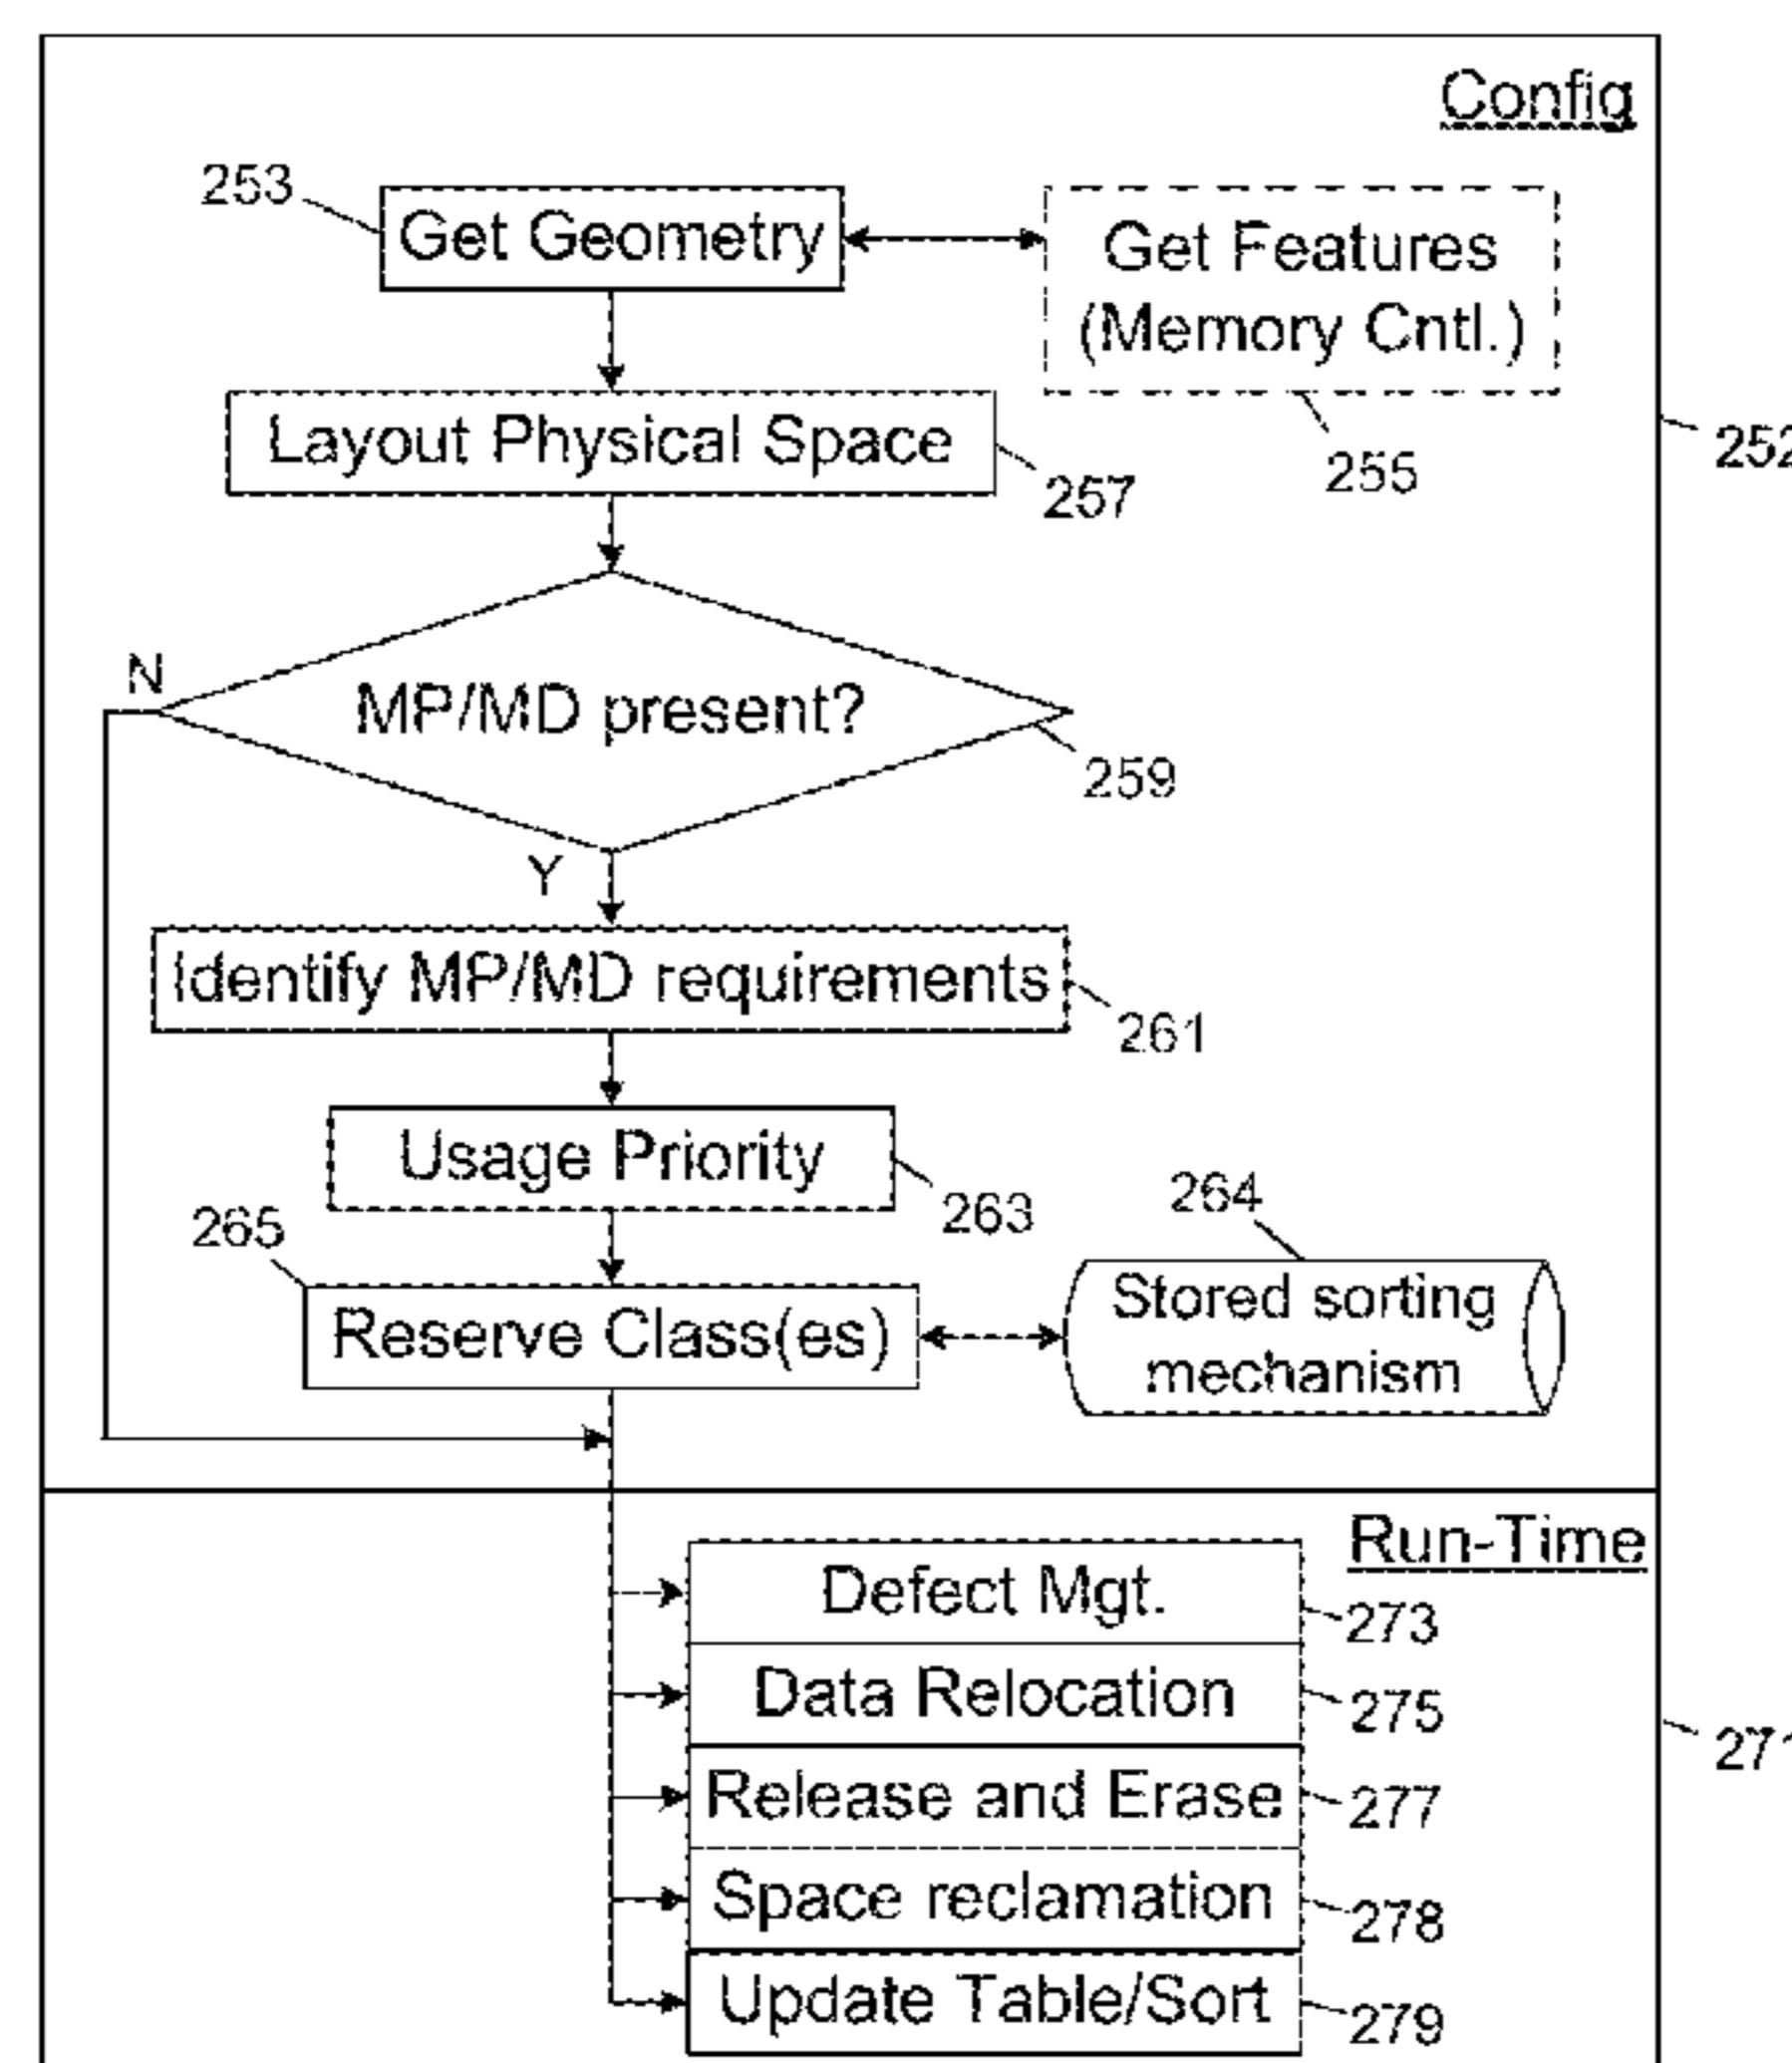 Config
253
Get Geometry
Get Features
(Memory Cntl.)
Layout Physical Space
257
255
252
N
MP/MD present?
259
Y
Identify MP/MD requirements
261
Usage Priority
263
264
265
Reserve Class(es)
Stored sorting
mechanism
Run-Time
Defect Mgt.
273
Data Relocation
275
271
Release and Erase
277
Space reclamation
278
Update Table/Sort
279